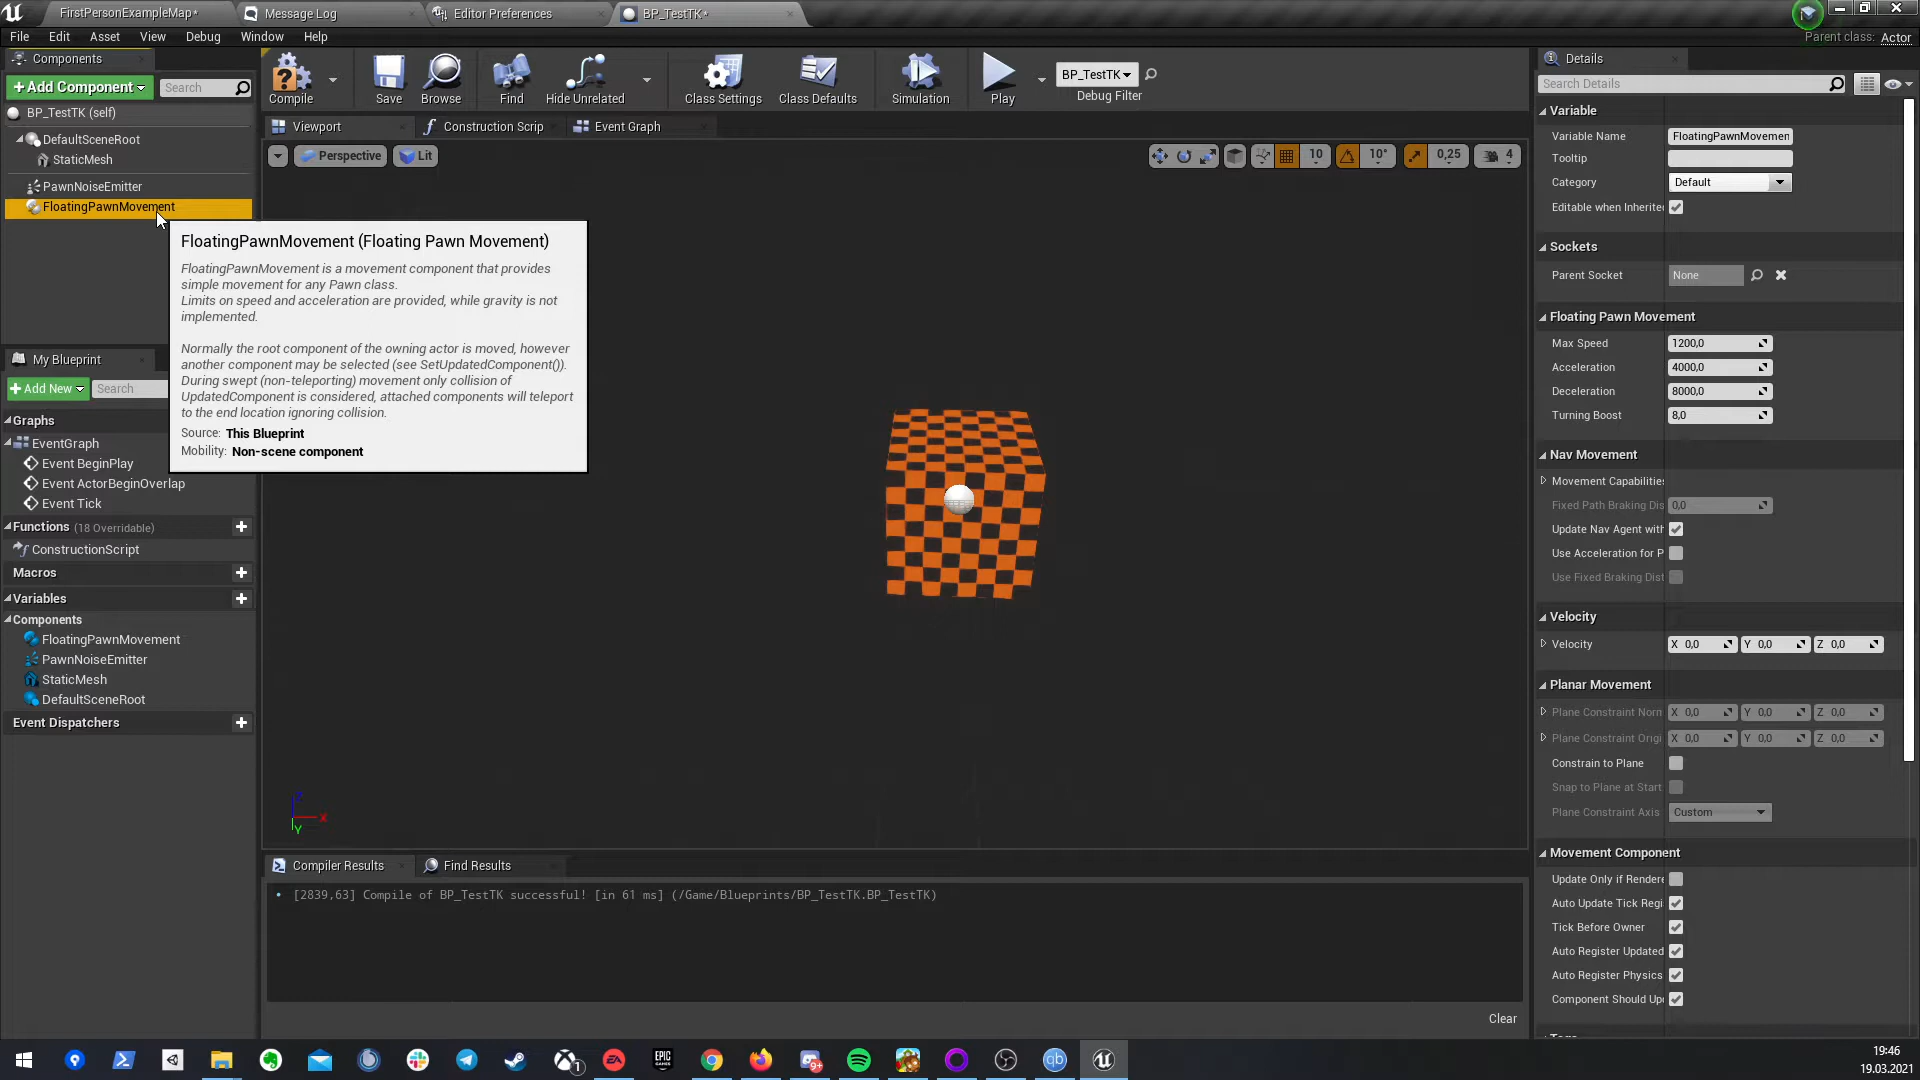 FirstPersonExampleMap*
Message Log
Editor Preferences
BP_TestTK*
File Edit Asset View Debug Window Help
Parent class: Actor
Components
+Add Component
Search
BP_TestTK (self)
DefaultSceneRoot
StaticMesh
PawnNoiseEmitter
FloatingPawnMovement
Compile
Save
Browse
Find
Hide Unrelated
Class Settings
Class Defaults
Simulation
Play
BP_TestTK
Debug Filter
Viewport
Construction Scrip
Event Graph
Perspective
Lit
10
10°
0,25
4
FloatingPawnMovement (Floating Pawn Movement)
FloatingPawnMovement is a movement component that provides
simple movement for any Pawn class.
Limits on speed and acceleration are provided, while gravity is not
implemented.
Normally the root component of the owning actor is moved, however
another component may be selected (see SetUpdatedComponent()).
During swept (non-teleporting) movement only collision of
UpdatedComponent is considered, attached components will teleport
to the end location ignoring collision.
Source: This Blueprint
Mobility: Non-scene component
My Blueprint
+Add New
Search
Graphs
EventGraph
Event BeginPlay
Event ActorBeginOverlap
Event Tick
Functions (18 Overridable)
ConstructionScript
Macros
Variables
Components
FloatingPawnMovement
PawnNoiseEmitter
StaticMesh
DefaultSceneRoot
Event Dispatchers
Z
X
Y
Compiler Results
Find Results
[2839,63] Compile of BP_TestTK successful! [in 61 ms] (/Game/Blueprints/BP_TestTK.BP_TestTK)
Clear
Details
Search Details
Variable
Variable Name FloatingPawnMovemen
Tooltip
Category Default
Editable when Inherite
Sockets
Parent Socket None
Floating Pawn Movement
Max Speed 1200,0
Acceleration 4000,0
Deceleration 8000,0
Turning Boost 8,0
Nav Movement
Movement Capabilitie
Fixed Path Braking Dis 0,0
Update Nav Agent with
Use Acceleration for P
Use Fixed Braking Dist
Velocity
Velocity X 0,0 Y 0,0 Z 0,0
Planar Movement
Plane Constraint Norn X 0,0 Y 0,0 Z 0,0
Plane Constraint Origi X 0,0 Y 0,0 Z 0,0
Constrain to Plane
Snap to Plane at Start
Plane Constraint Axis Custom
Movement Component
Update Only if Rendere
Auto Update Tick Regi
Tick Before Owner
Auto Register Updated
Auto Register Physics
Component Should Up
EA
EPIC GAMES
9+
qb
1
19:46
19.03.2021